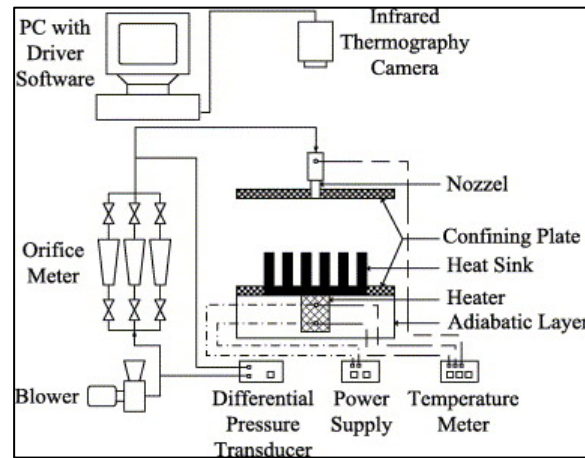 PC with
Driver
Software
Infrared
Thermography
Camera
Nozzel
Confining Plate
Orifice
Meter
Heat Sink
Heater
Adiabatic Layer
Blower
Differential
Pressure
Transducer
Power
Supply
Temperature
Meter